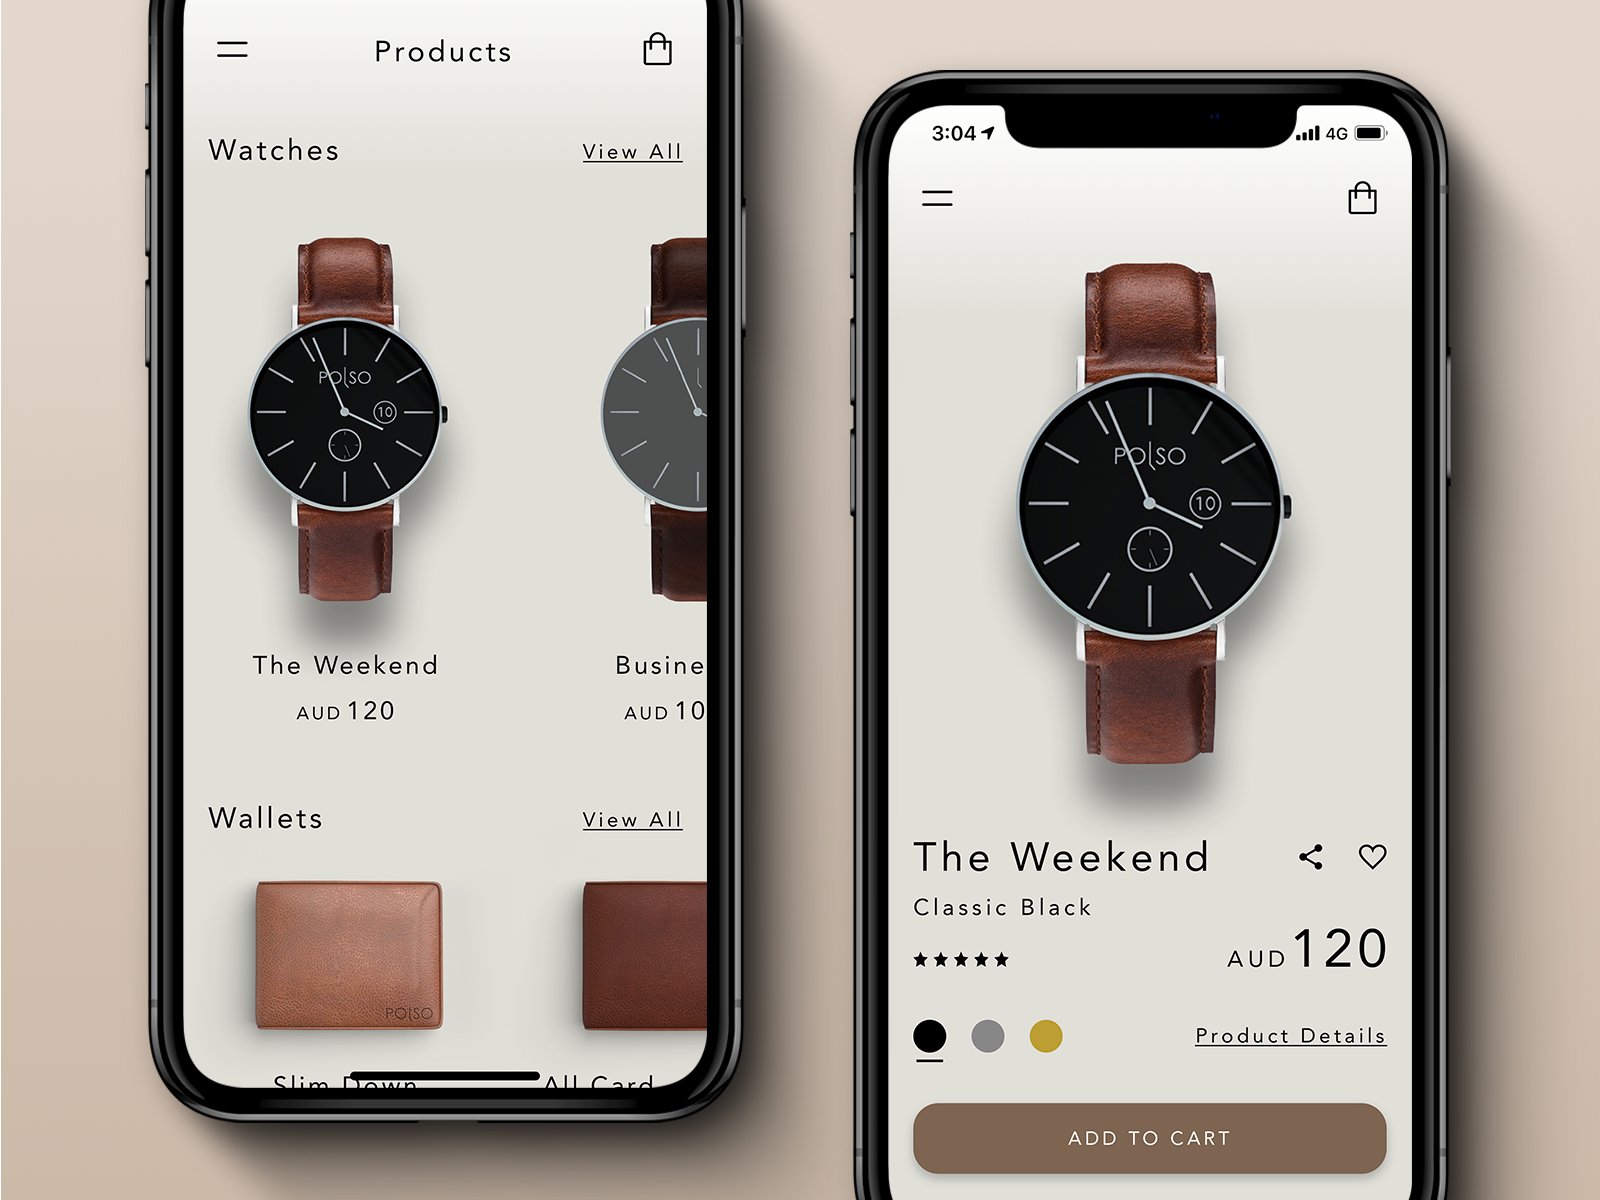 Products
Watches
View All
POLSO
10
The Weekend
AUD 120
Busine
AUD 10
Wallets
View All
POLSO
Slim Down
All Card
3:04
4G
POLSO
10
The Weekend
Classic Black
AUD 120
Product Details
ADD TO CART